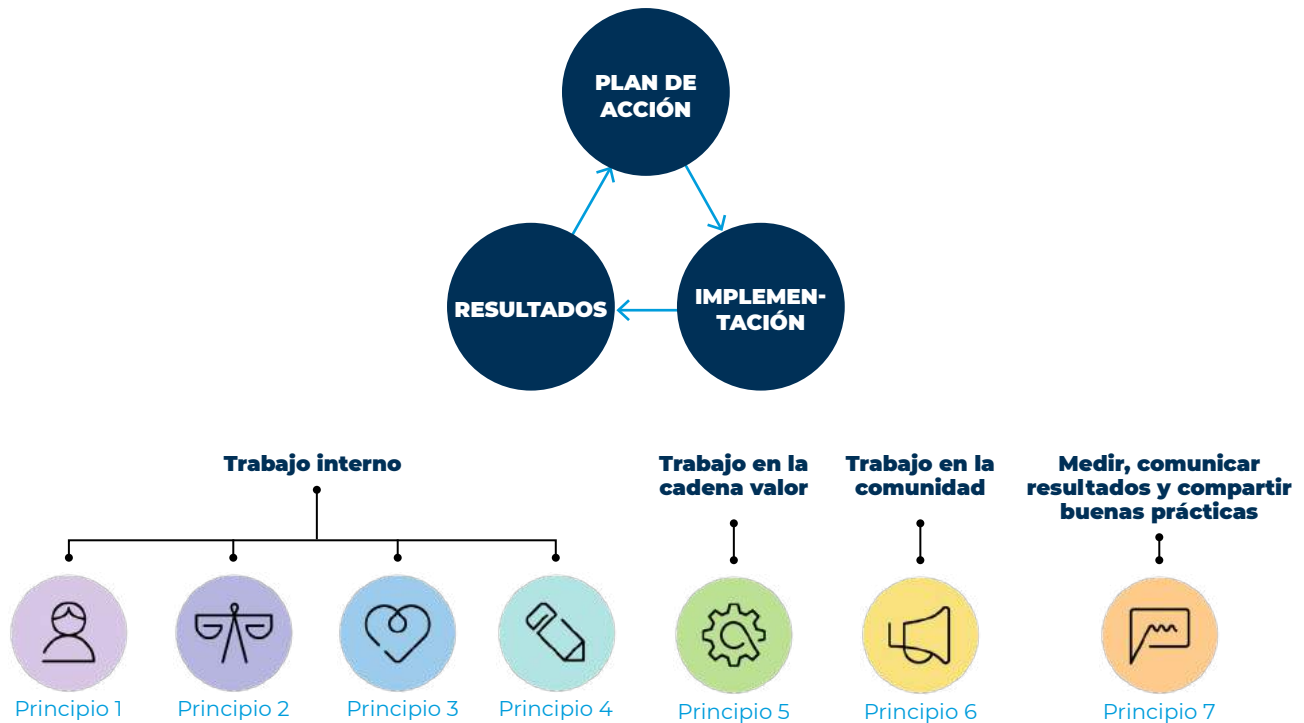 PLAN DE
ACCIÓN
RESULTADOS
IMPLEMEN-
TACIÓN
Trabajo interno
Trabajo en la
cadena valor
Trabajo en la
comunidad
Medir, comunicar
resultados y compartir
buenas prácticas
Principio 1
Principio 2
Principio 3
Principio 4
Principio 5
Principio 6
Principio 7